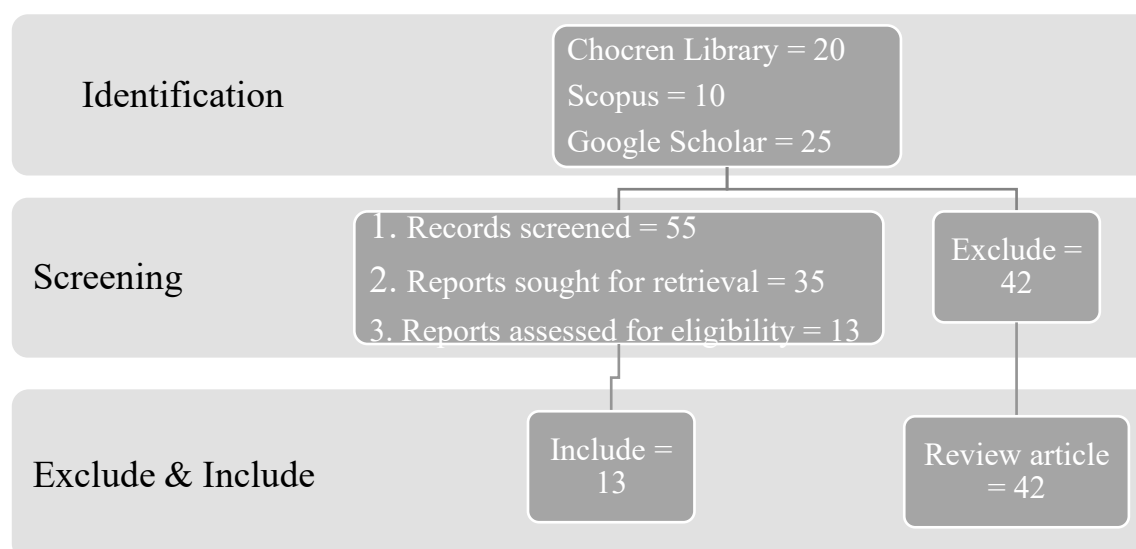 Identification
Chocren Library = 20
Scopus = 10
Google Scholar = 25
Screening
1. Records screened = 55
2. Reports sought for retrieval = 35
3. Reports assessed for eligibility = 13
Exclude =
42
Exclude & Include
Include =
13
Review article
= 42